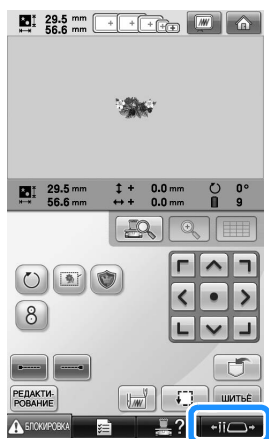 29.5 mm
56.6 mm
29.5 mm + 0.0 mm 0°
56.6 mm + 0.0 mm 9
8
РЕДАКТИ-
РОВАНИЕ
ШИТЬЁ
БЛОКИРОВКА
?